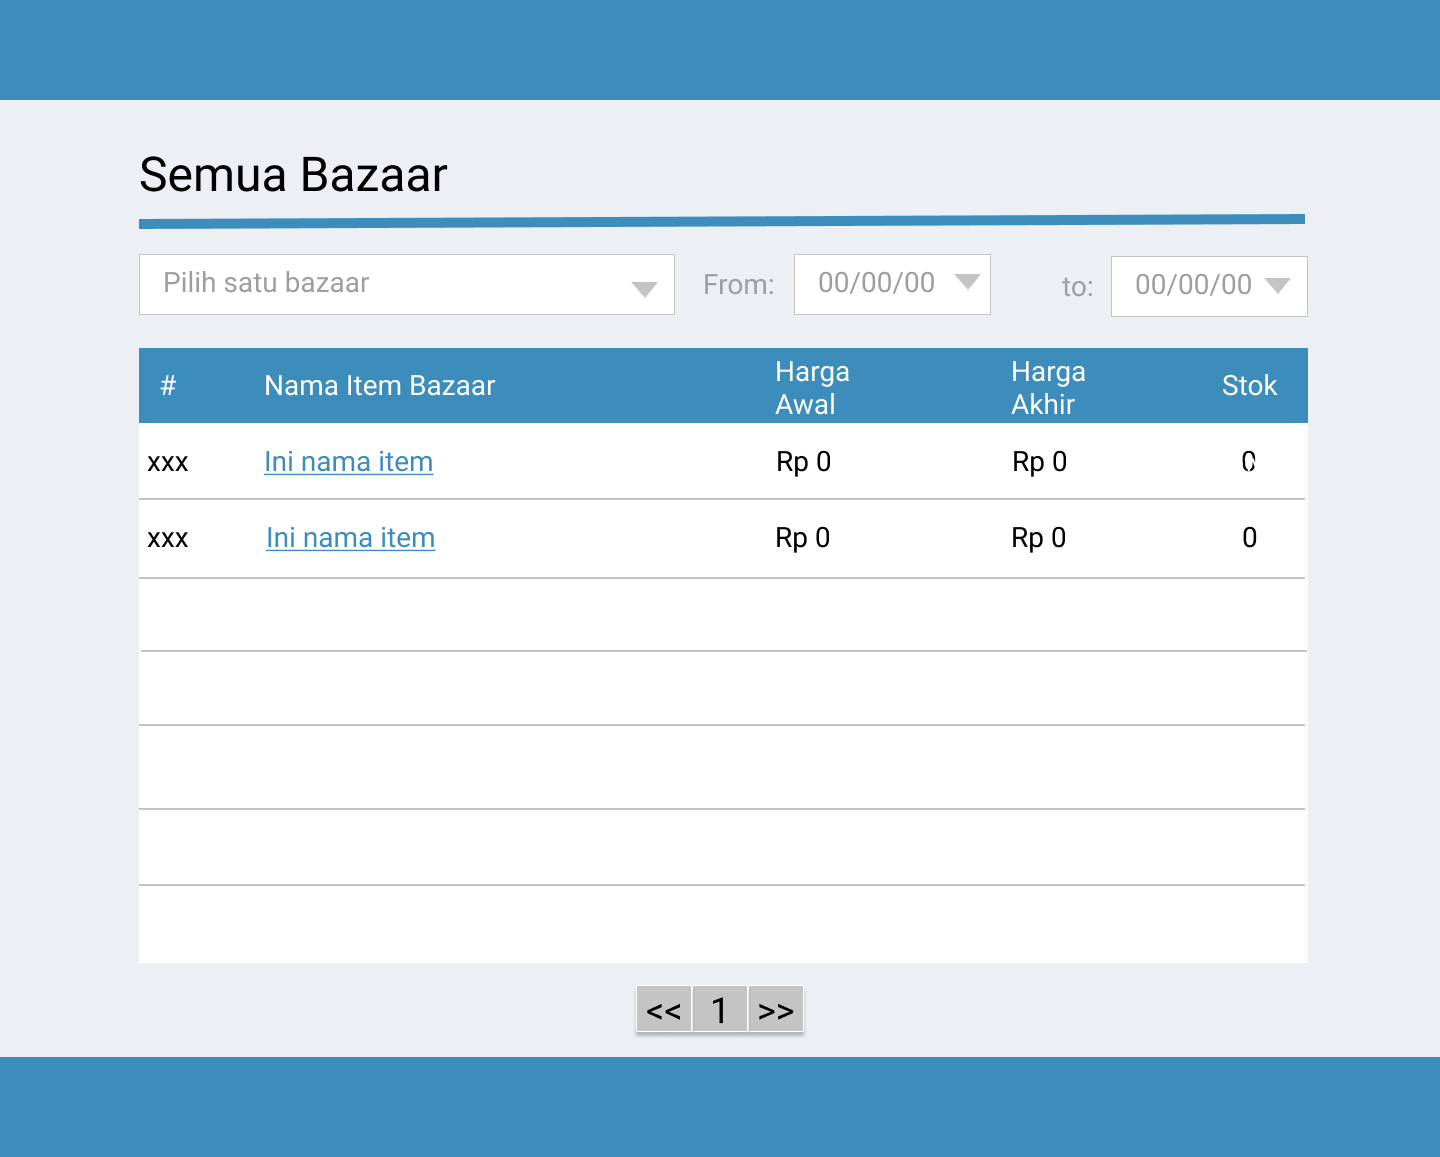 Semua Bazaar
Pilih satu bazaar From: 00/00/00 to: 00/00/00
# Nama Item Bazaar Harga Awal Harga Akhir Stok
xxx Ini nama item Rp 0 Rp 0 0
xxx Ini nama item Rp 0 Rp 0 0
<< 1 >>